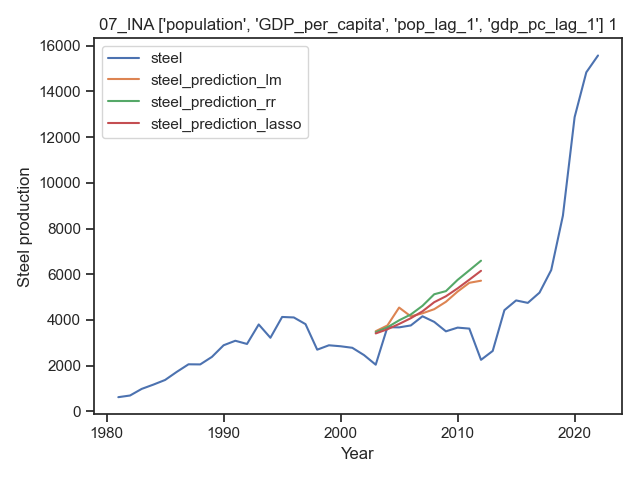 07_INA ['population', 'GDP_per_capita', 'pop_lag_1', 'gdp_pc_lag_1'] 1
steel
steel_prediction_lm
steel_prediction_rr
steel_prediction_lasso
Steel production
16000
14000
12000
10000
8000
6000
4000
2000
0
1980
1990
2000
2010
2020
Year